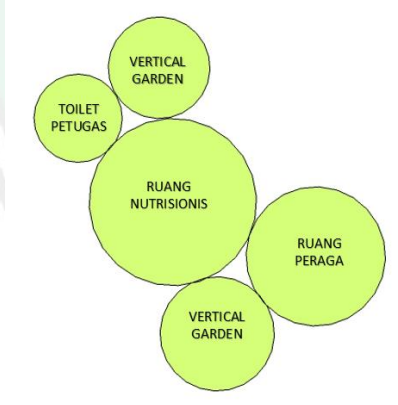 VERTICAL
GARDEN
TOILET
PETUGAS
RUANG
NUTRISIONIS
RUANG
PERAGA
VERTICAL
GARDEN